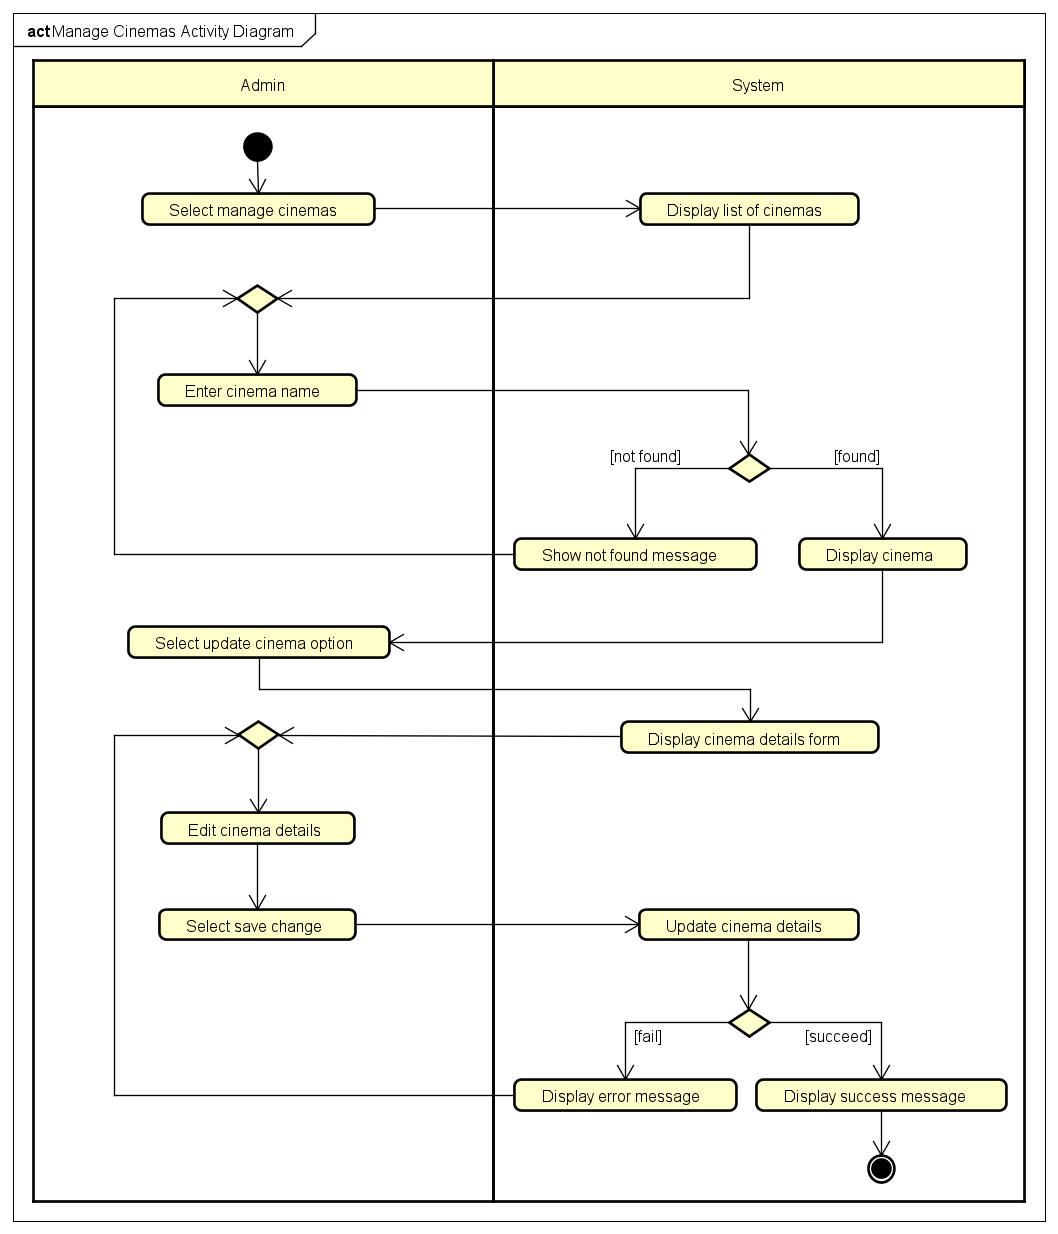 act Manage Cinemas Activity Diagram
Admin
System
Select manage cinemas
Display list of cinemas
Enter cinema name
[not found]
[found]
Show not found message
Display cinema
Select update cinema option
Display cinema details form
Edit cinema details
Select save change
Update cinema details
[fail]
[succeed]
Display error message
Display success message